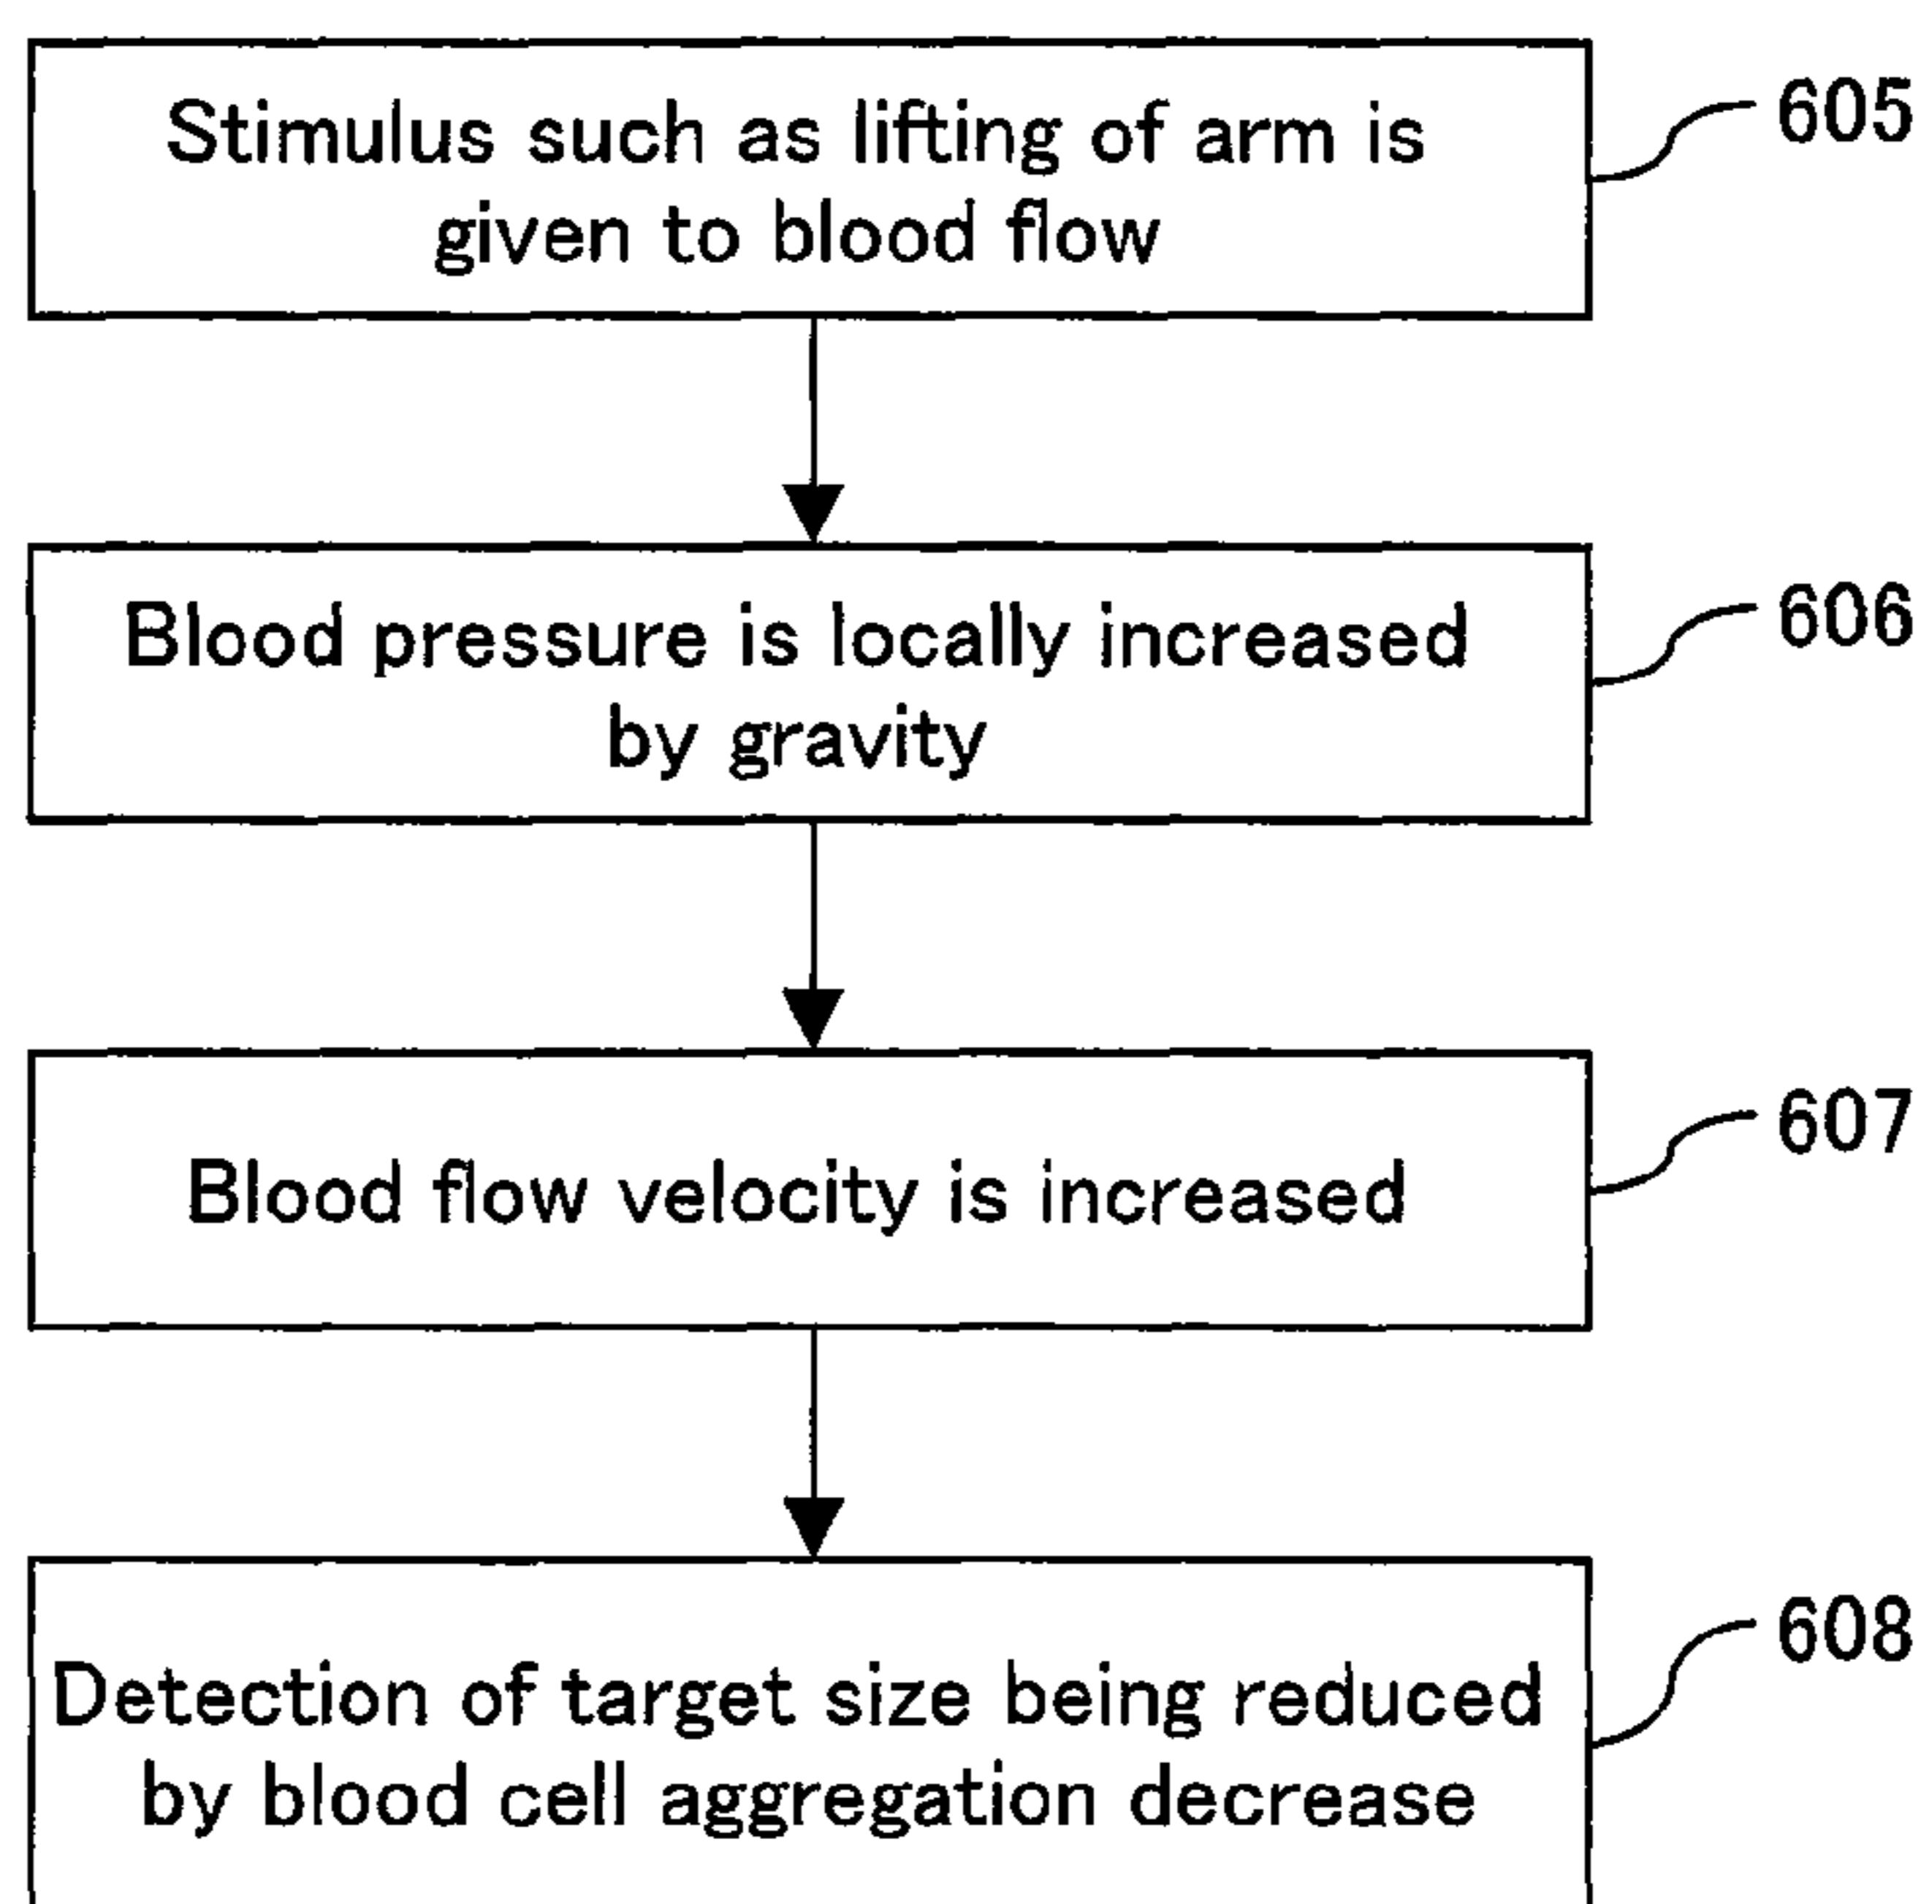 Stimulus such as lifting of arm is
given to blood flow
605
Blood pressure is locally increased
by gravity
606
Blood flow velocity is increased
607
Detection of target size being reduced
by blood cell aggregation decrease
608